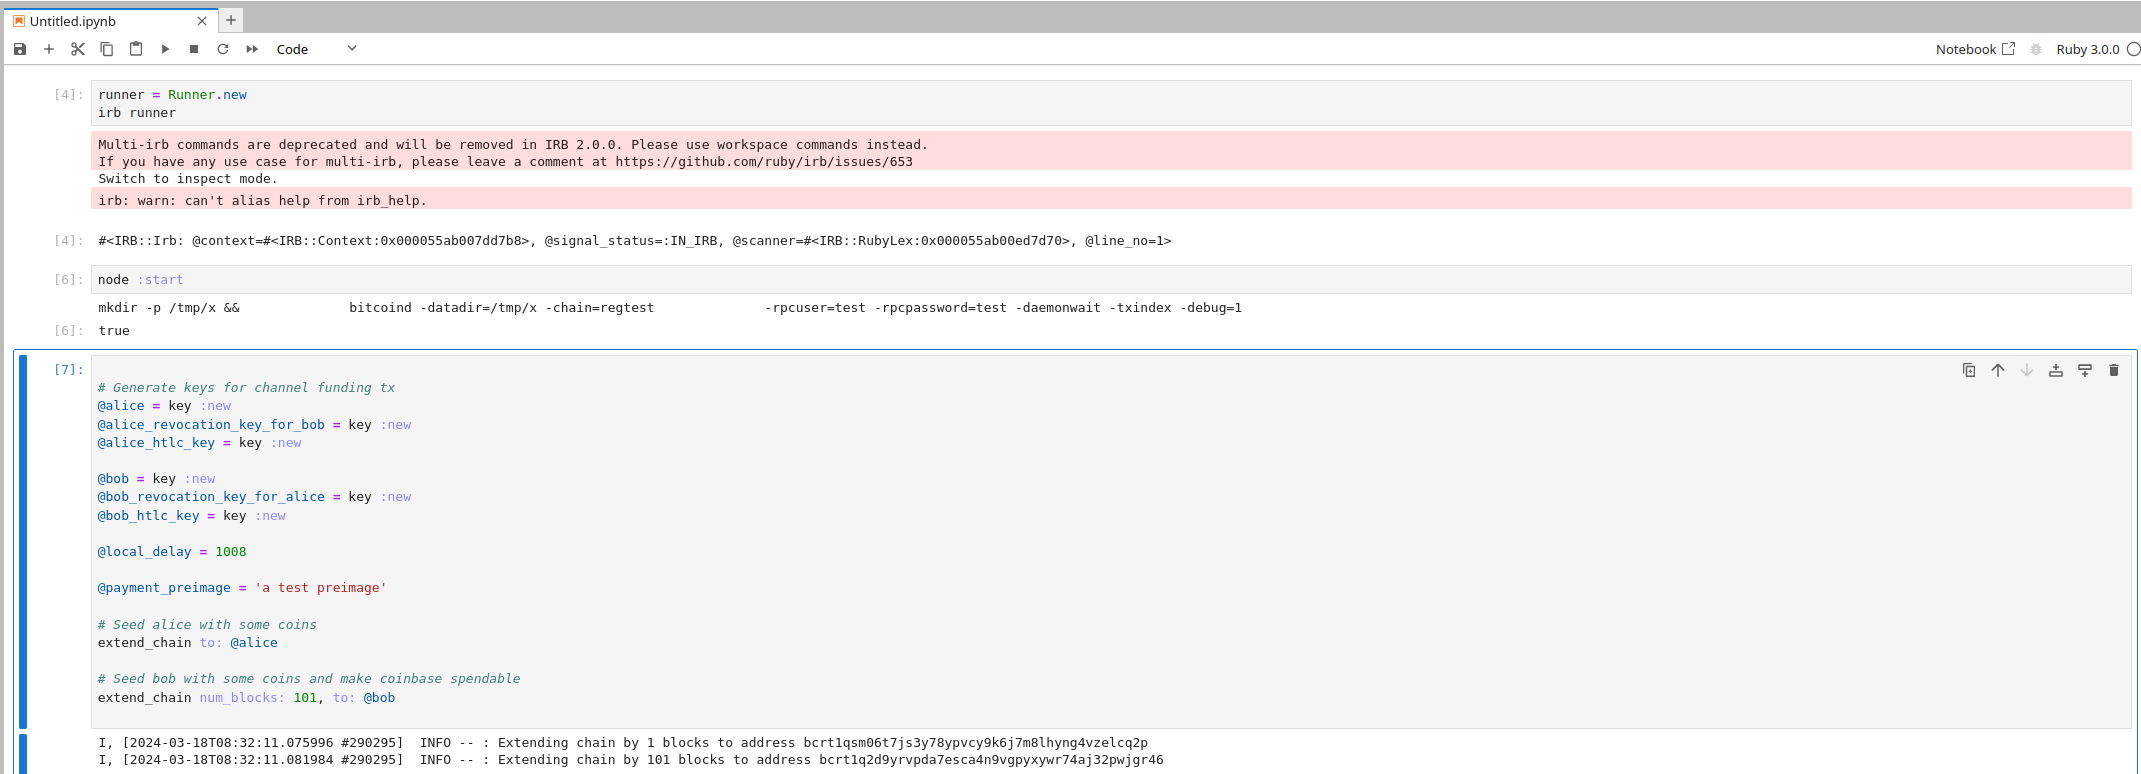 Untitled.ipynb
Code
Notebook
Ruby 3.0.0
[4]:
runner = Runner.new
irb runner
Multi-irb commands are deprecated and will be removed in IRB 2.0.0. Please use workspace commands instead.
If you have any use case for multi-irb, please leave a comment at https://github.com/ruby/irb/issues/653
Switch to inspect mode.
irb: warn: can't alias help from irb_help.
[4]: #<IRB::Irb: @context=#<IRB::Context:0x000055ab007dd7b8>, @signal_status=:IN_IRB, @scanner=#<IRB::RubyLex:0x000055ab00ed7d70>, @line_no=1>
[6]: node :start
mkdir -p /tmp/x &&              bitcoind -datadir=/tmp/x -chain=regtest              -rpcuser=test -rpcpassword=test -daemonwait -txindex -debug=1
[6]: true
[7]:
# Generate keys for channel funding tx
@alice = key :new
@alice_revocation_key_for_bob = key :new
@alice_htlc_key = key :new
@bob = key :new
@bob_revocation_key_for_alice = key :new
@bob_htlc_key = key :new
@local_delay = 1008
@payment_preimage = 'a test preimage'
# Seed alice with some coins
extend_chain to: @alice
# Seed bob with some coins and make coinbase spendable
extend_chain num_blocks: 101, to: @bob
I, [2024-03-18T08:32:11.075996 #290295]  INFO -- : Extending chain by 1 blocks to address bcrt1qsm06t7js3y78ypvcy9k6j7m8lhyng4vzelcq2p
I, [2024-03-18T08:32:11.081984 #290295]  INFO -- : Extending chain by 101 blocks to address bcrt1q2d9yrvpda7esca4n9vgpyxywr74aj32pwjgr46